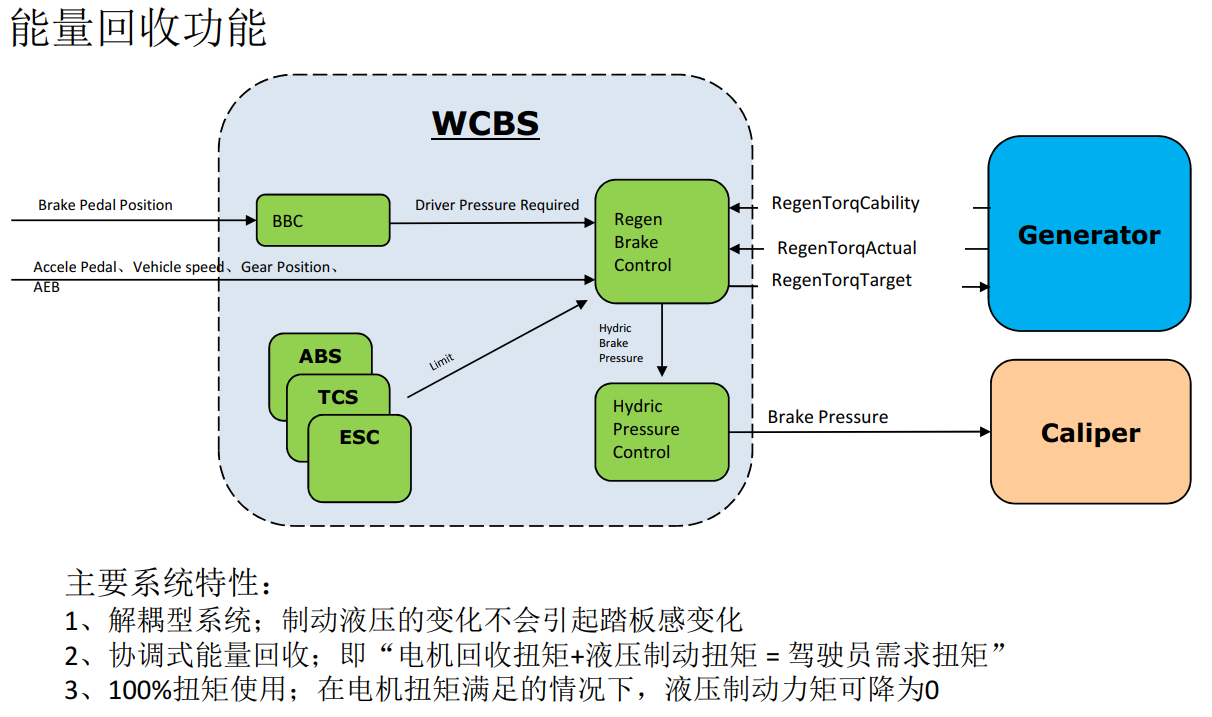 能量回收功能
WCBS
Brake Pedal Position
BBC
Driver Pressure Required
Regen
Brake
Control
RegenTorqCability
RegenTorqActual
RegenTorqTarget
Generator
Accele Pedal、Vehicle speed、Gear Position、
AEB
ABS
TCS
ESC
Limit
Hydric
Brake
Pressure
Hydric
Pressure
Control
Brake Pressure
Caliper
主要系统特性：
1、解耦型系统；制动液压的变化不会引起踏板感变化
2、协调式能量回收；即“电机回收扭矩+液压制动扭矩 = 驾驶员需求扭矩”
3、100%扭矩使用；在电机扭矩满足的情况下，液压制动力矩可降为0